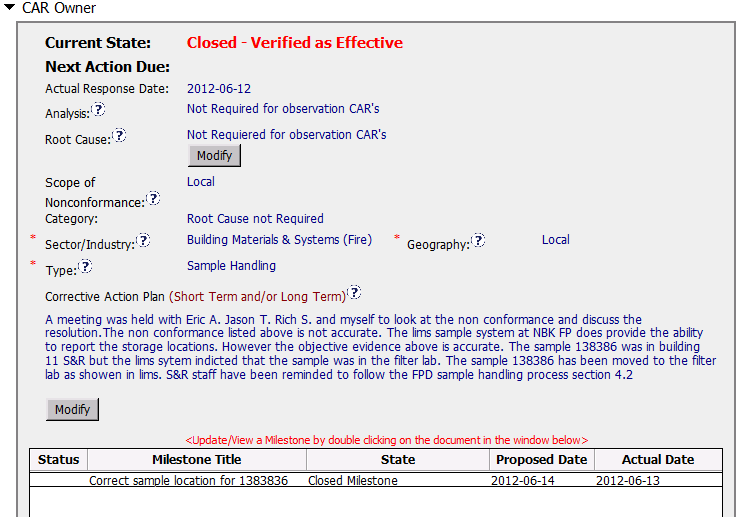 CAR Owner
Current State: Closed - Verified as Effective
Next Action Due:
Actual Response Date: 2012-06-12
Analysis:? Not Required for observation CAR's
Root Cause:? Not Requiered for observation CAR's
Modify
Scope of Local
Nonconformance:?
Category: Root Cause not Required
* Sector/Industry:? Building Materials & Systems (Fire) * Geography:? Local
* Type:? Sample Handling
Corrective Action Plan (Short Term and/or Long Term)?
A meeting was held with Eric A. Jason T. Rich S. and myself to look at the non conformance and discuss the
resolution.The non conformance listed above is not accurate. The lims sample system at NBK FP does provide the ability
to report the storage locations. However the objective evidence above is accurate. The sample 138386 was in building
11 S&R but the lims sytem indicted that the sample was in the filter lab. The sample 138386 has been moved to the filter
lab as showen in lims. S&R staff have been reminded to follow the FPD sample handling process section 4.2
Modify
<Update/View a Milestone by double clicking on the document in the window below>
Status Milestone Title State Proposed Date Actual Date
Correct sample location for 1383836 Closed Milestone 2012-06-14 2012-06-13